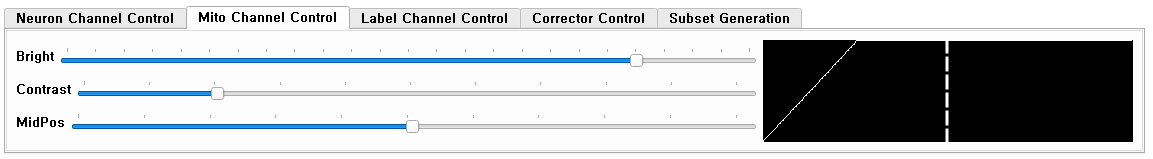 Neuron Channel Control Mito Channel Control Label Channel Control Corrector Control Subset Generation
Bright
Contrast
MidPos